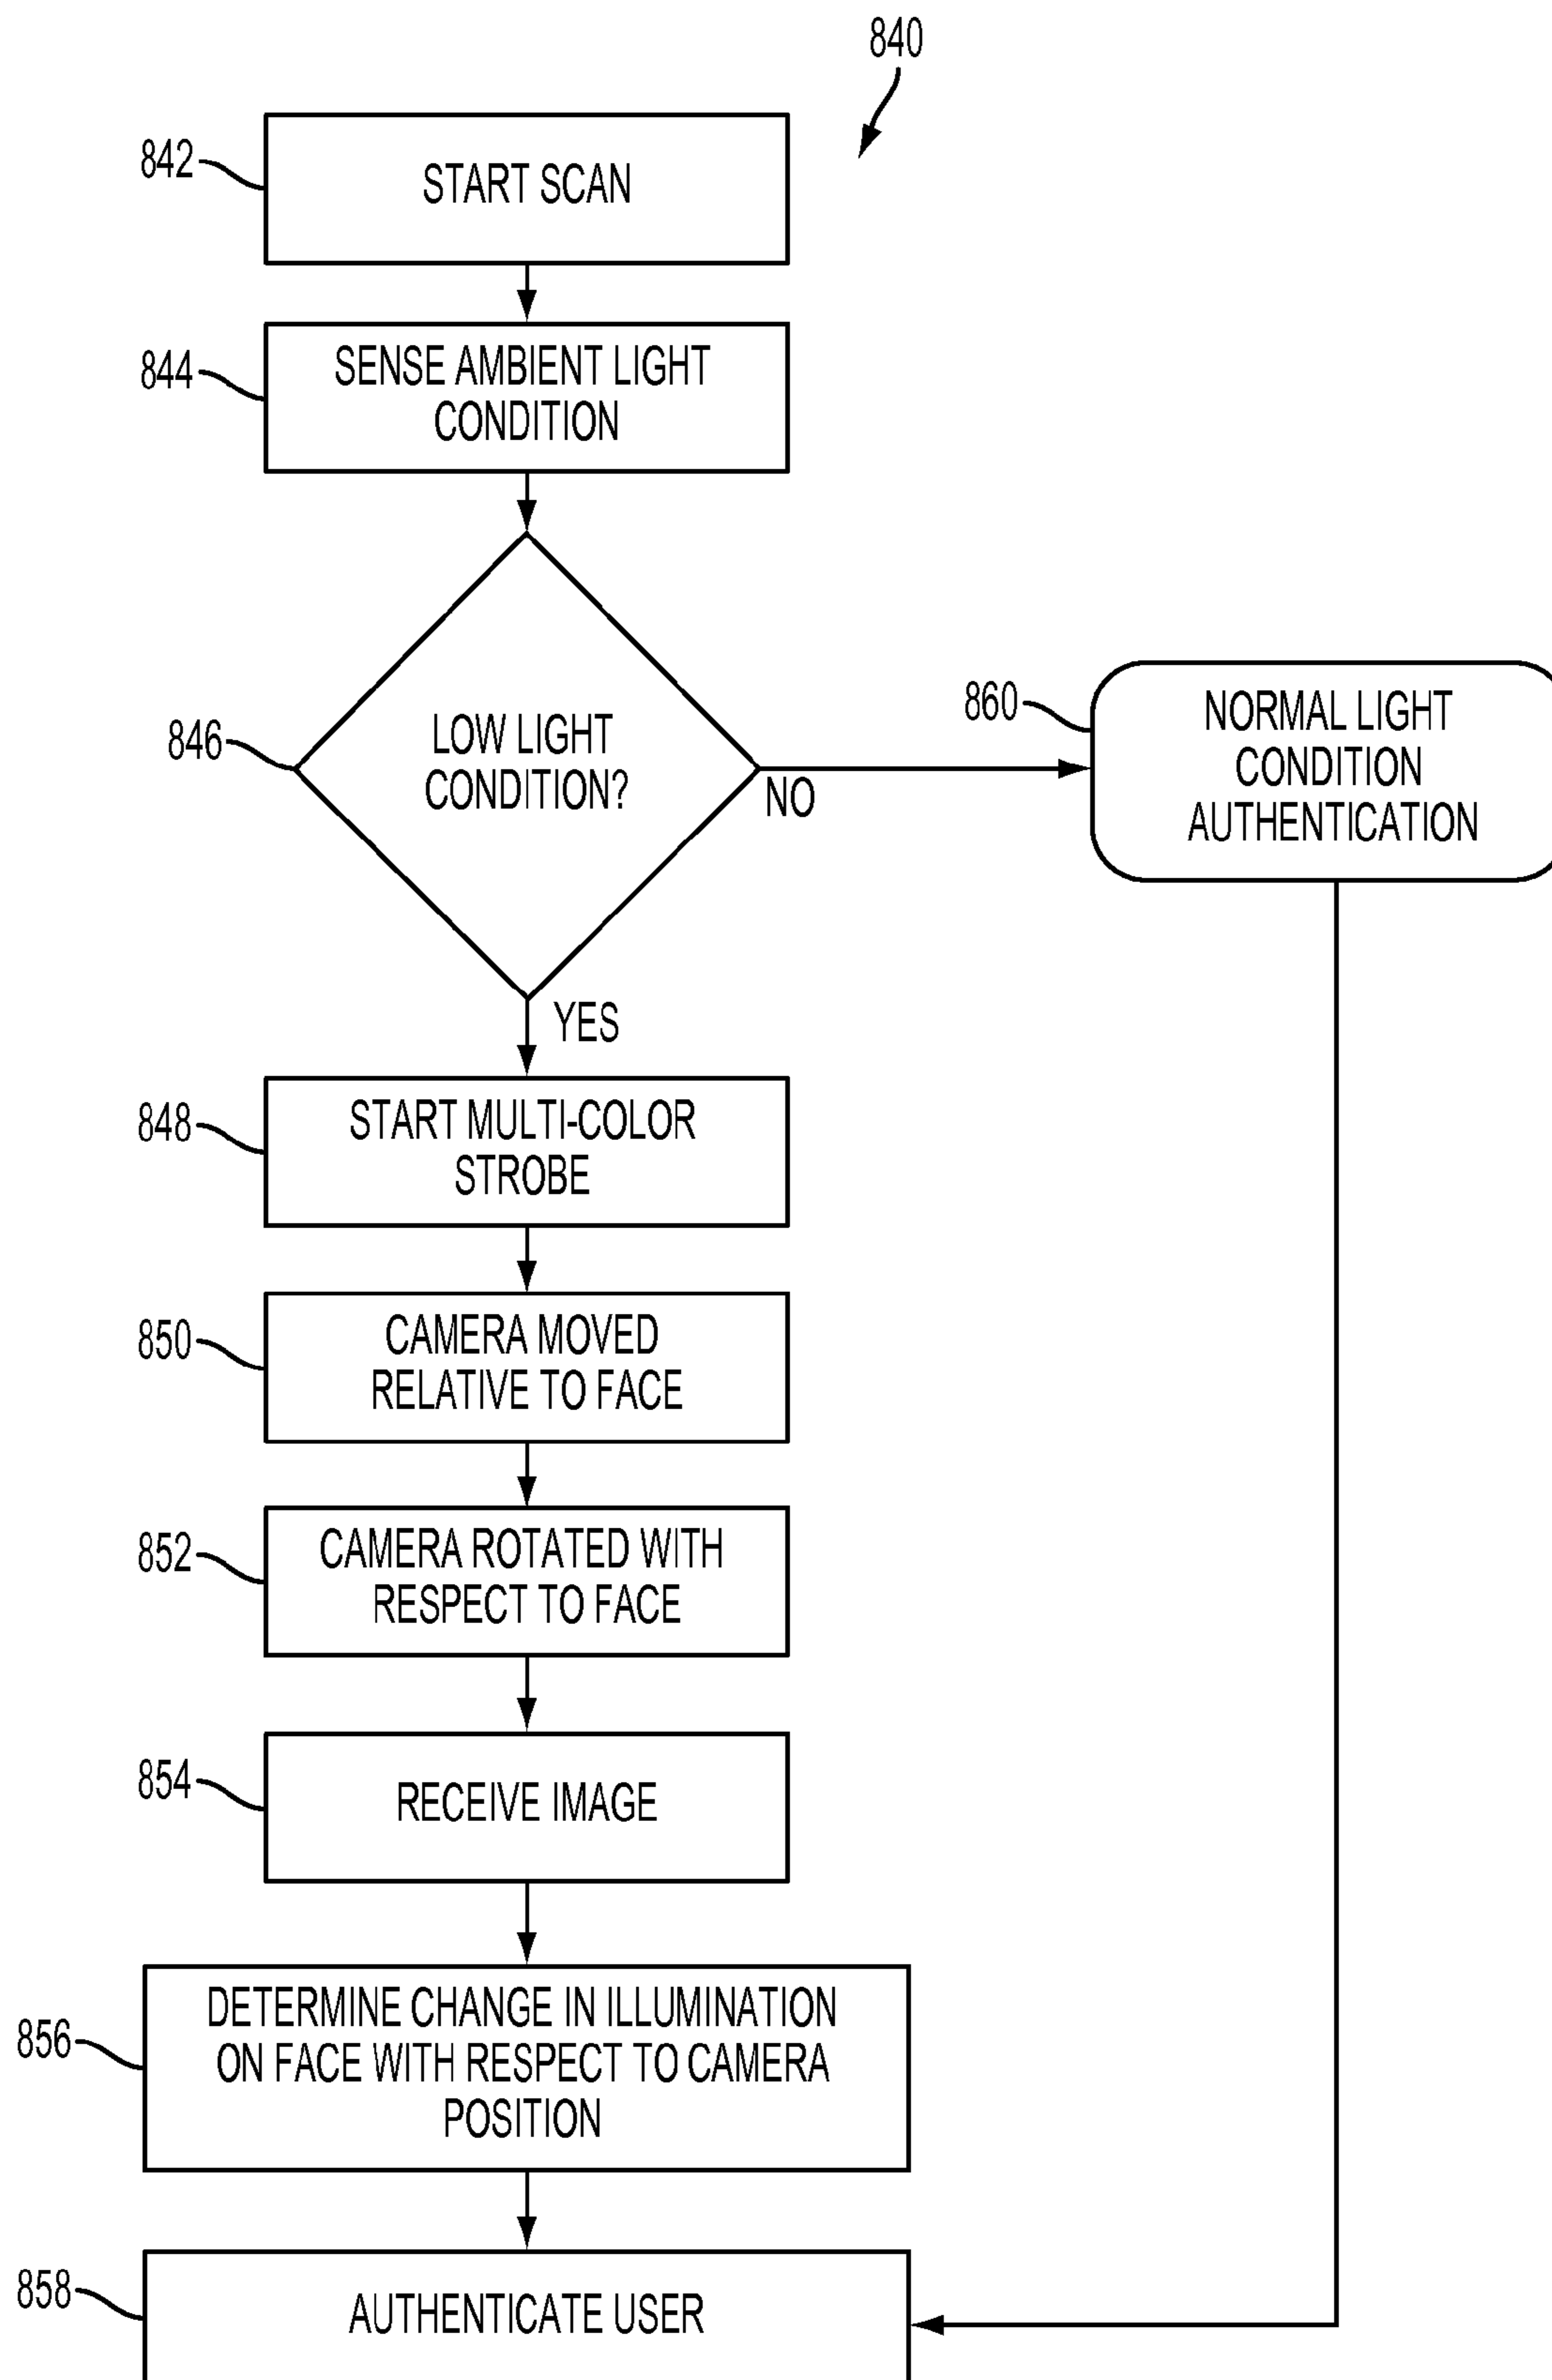 840
842
START SCAN
844
SENSE AMBIENT LIGHT
CONDITION
846
LOW LIGHT
CONDITION?
NO
860
NORMAL LIGHT
CONDITION
AUTHENTICATION
YES
848
START MULTI-COLOR
STROBE
850
CAMERA MOVED
RELATIVE TO FACE
852
CAMERA ROTATED WITH
RESPECT TO FACE
854
RECEIVE IMAGE
856
DETERMINE CHANGE IN ILLUMINATION
ON FACE WITH RESPECT TO CAMERA
POSITION
858
AUTHENTICATE USER